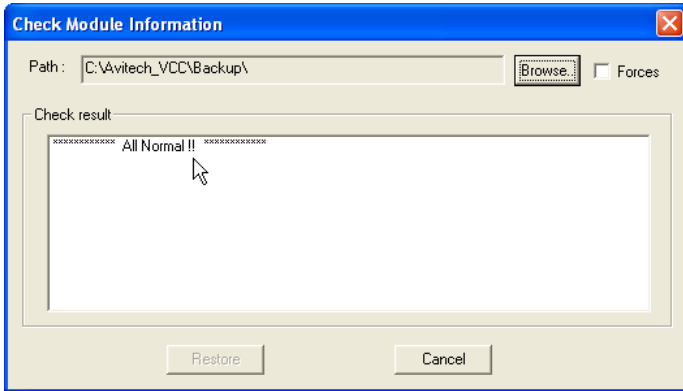 Check Module Information
Path : C:\Avitech_VCC\Backup\ Browse.. Forces
Check result
************ All Normal !! ************
Restore Cancel